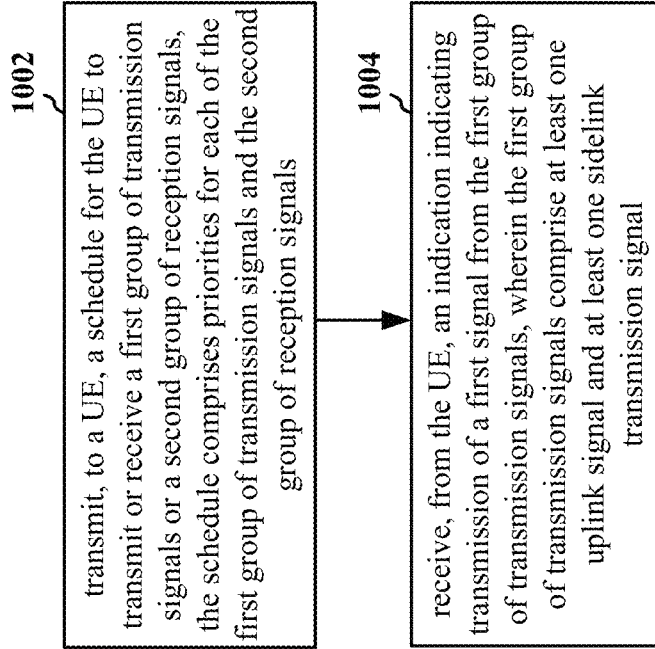 1002
transmit, to a UE, a schedule for the UE to
transmit or receive a first group of transmission
signals or a second group of reception signals,
the schedule comprises priorities for each of the
first group of transmission signals and the second
group of reception signals
1004
receive, from the UE, an indication indicating
transmission of a first signal from the first group
of transmission signals, wherein the first group
of transmission signals comprise at least one
uplink signal and at least one sidelink
transmission signal